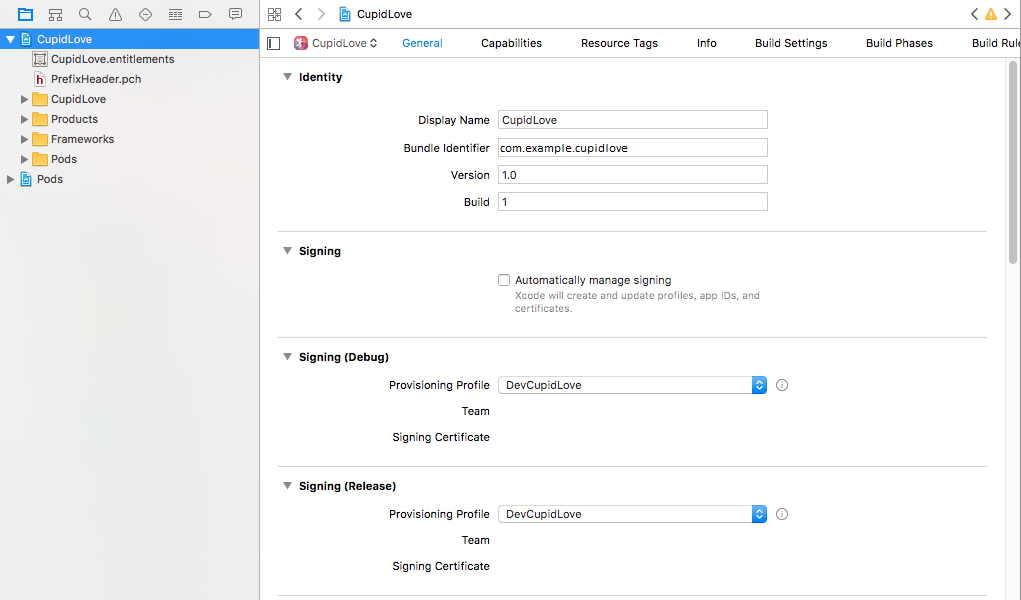 CupidLove
CupidLove
CupidLove.entitlements
PrefixHeader.pch
CupidLove
Products
Frameworks
Pods
Pods
CupidLove General Capabilities Resource Tags Info Build Settings Build Phases Build Rule
Identity
Display Name CupidLove
Bundle Identifier com.example.cupidlove
Version 1.0
Build 1
Signing
Automatically manage signing
Xcode will create and update profiles, app IDs, and
certificates.
Signing (Debug)
Provisioning Profile DevCupidLove
Team
Signing Certificate
Signing (Release)
Provisioning Profile DevCupidLove
Team
Signing Certificate